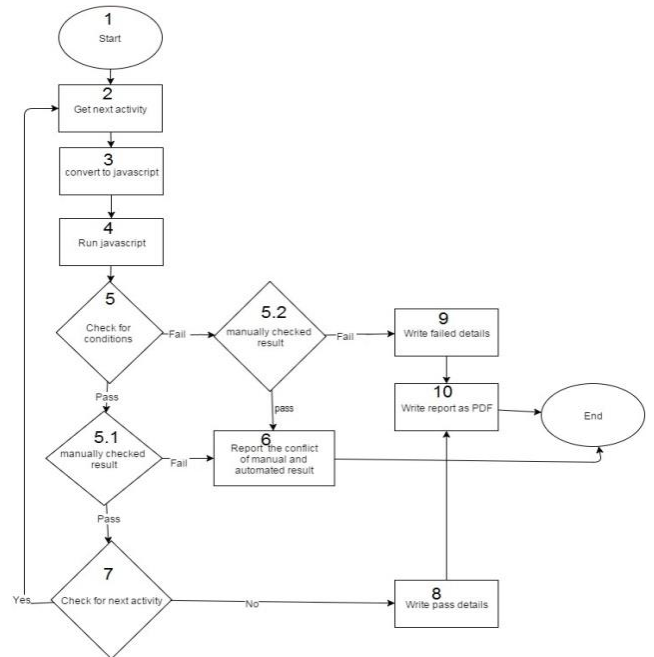 1
Start
2
Get next activity
3
convert to javascript
4
Run javascript
5
Check for
conditions
Fail
5.2
manually checked
result
Fail
9
Write failed details
10
Write report as PDF
End
Pass
pass
5.1
manually checked
result
Fail
6
Report the conflict
of manual and
automated result
Pass
7
Check for next activity
Yes
No
8
Write pass details